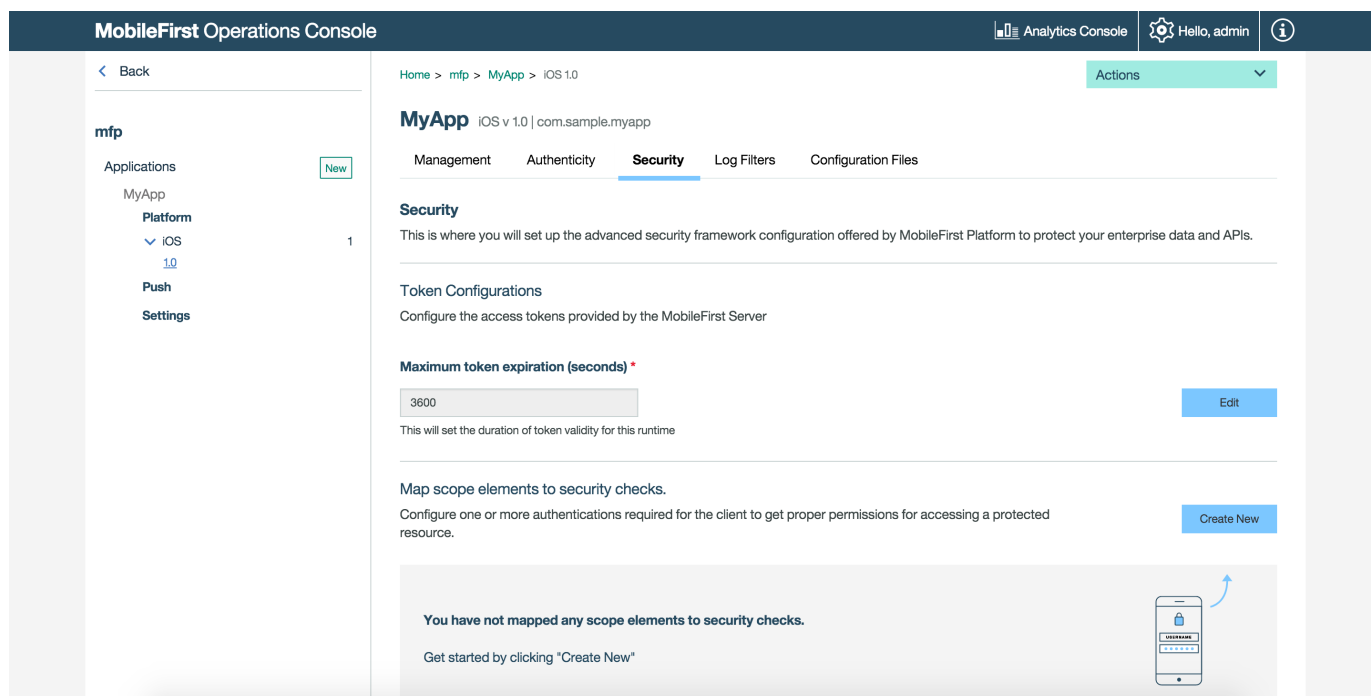 MobileFirst Operations Console
Analytics Console
Hello, admin
Back
mfp
Applications
New
MyApp
Platform
iOS
1
1.0
Push
Settings
Home > mfp > MyApp > iOS 1.0
Actions
MyApp iOS v 1.0 | com.sample.myapp
Management Authenticity Security Log Filters Configuration Files
Security
This is where you will set up the advanced security framework configuration offered by MobileFirst Platform to protect your enterprise data and APIs.
Token Configurations
Configure the access tokens provided by the MobileFirst Server
Maximum token expiration (seconds) *
3600
Edit
This will set the duration of token validity for this runtime
Map scope elements to security checks.
Configure one or more authentications required for the client to get proper permissions for accessing a protected
resource.
Create New
You have not mapped any scope elements to security checks.
Get started by clicking "Create New"
USERNAME